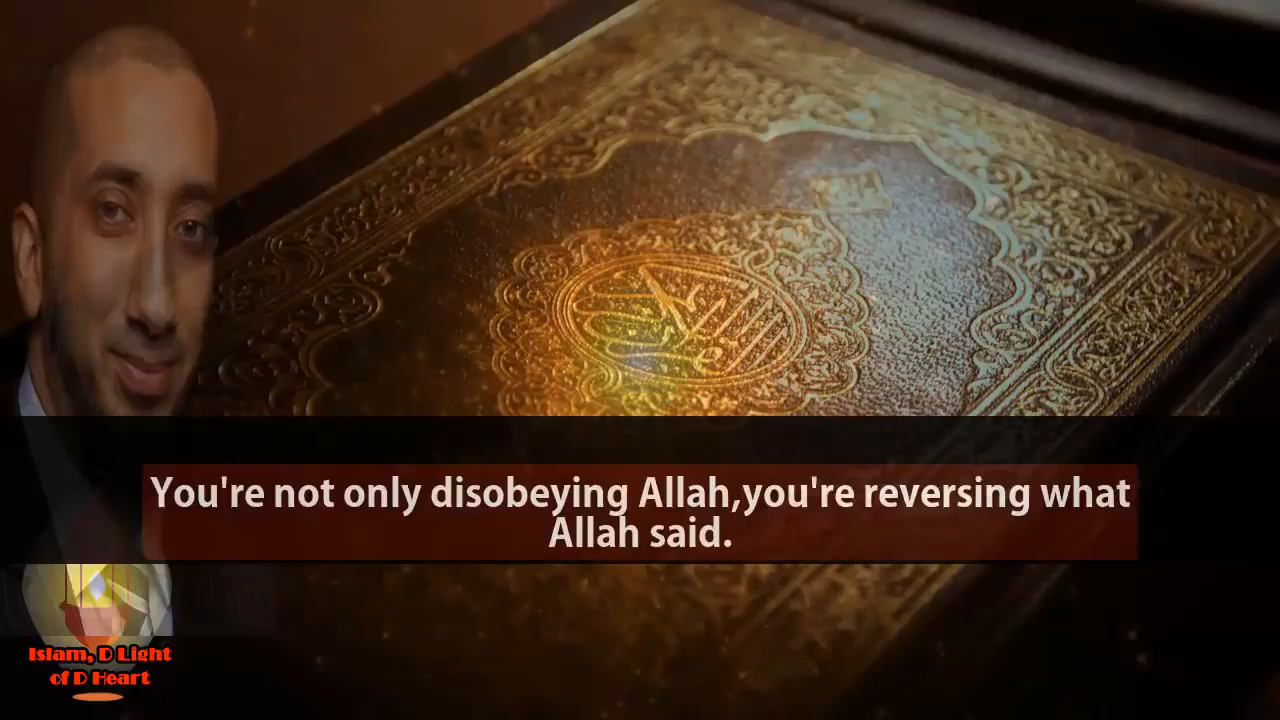 You're not only disobeying Allah,you're reversing what
Allah said.
Islam, D Light
of D Heart